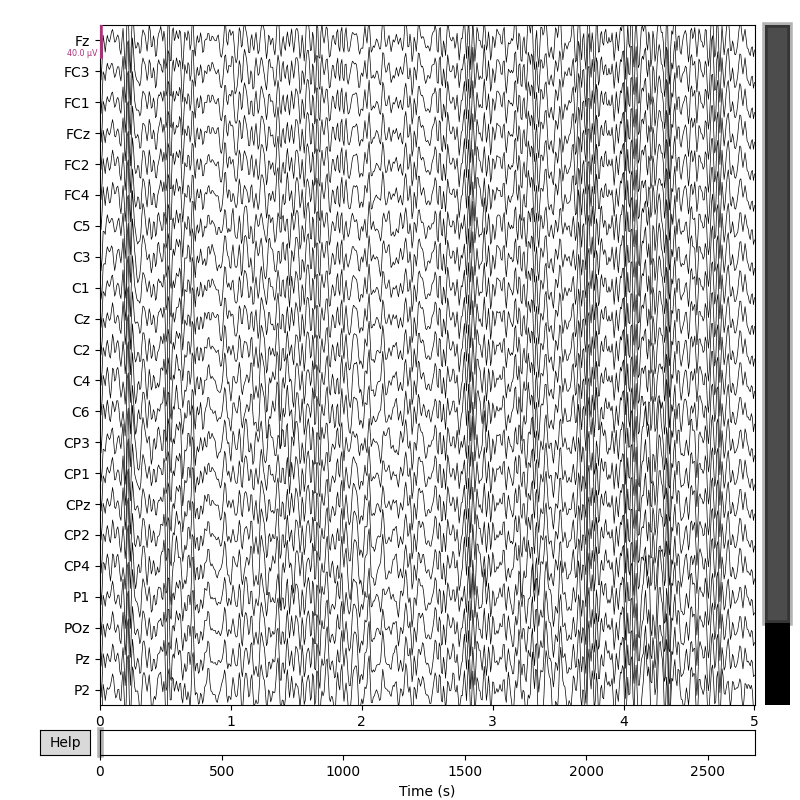 Fz
40.0 µV
FC3
FC1
FCz
FC2
FC4
C5
C3
C1
Cz
C2
C4
C6
CP3
CP1
CPz
CP2
CP4
P1
POz
Pz
P2
0 1 2 3 4 5
Help
0 500 1000 1500 2000 2500
Time (s)